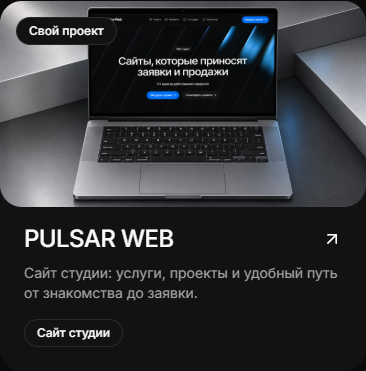 Свой проект
Сайты, которые приносят
заявки и продажи
PULSAR WEB
Сайт студии: услуги, проекты и удобный путь
от знакомства до заявки.
Сайт студии